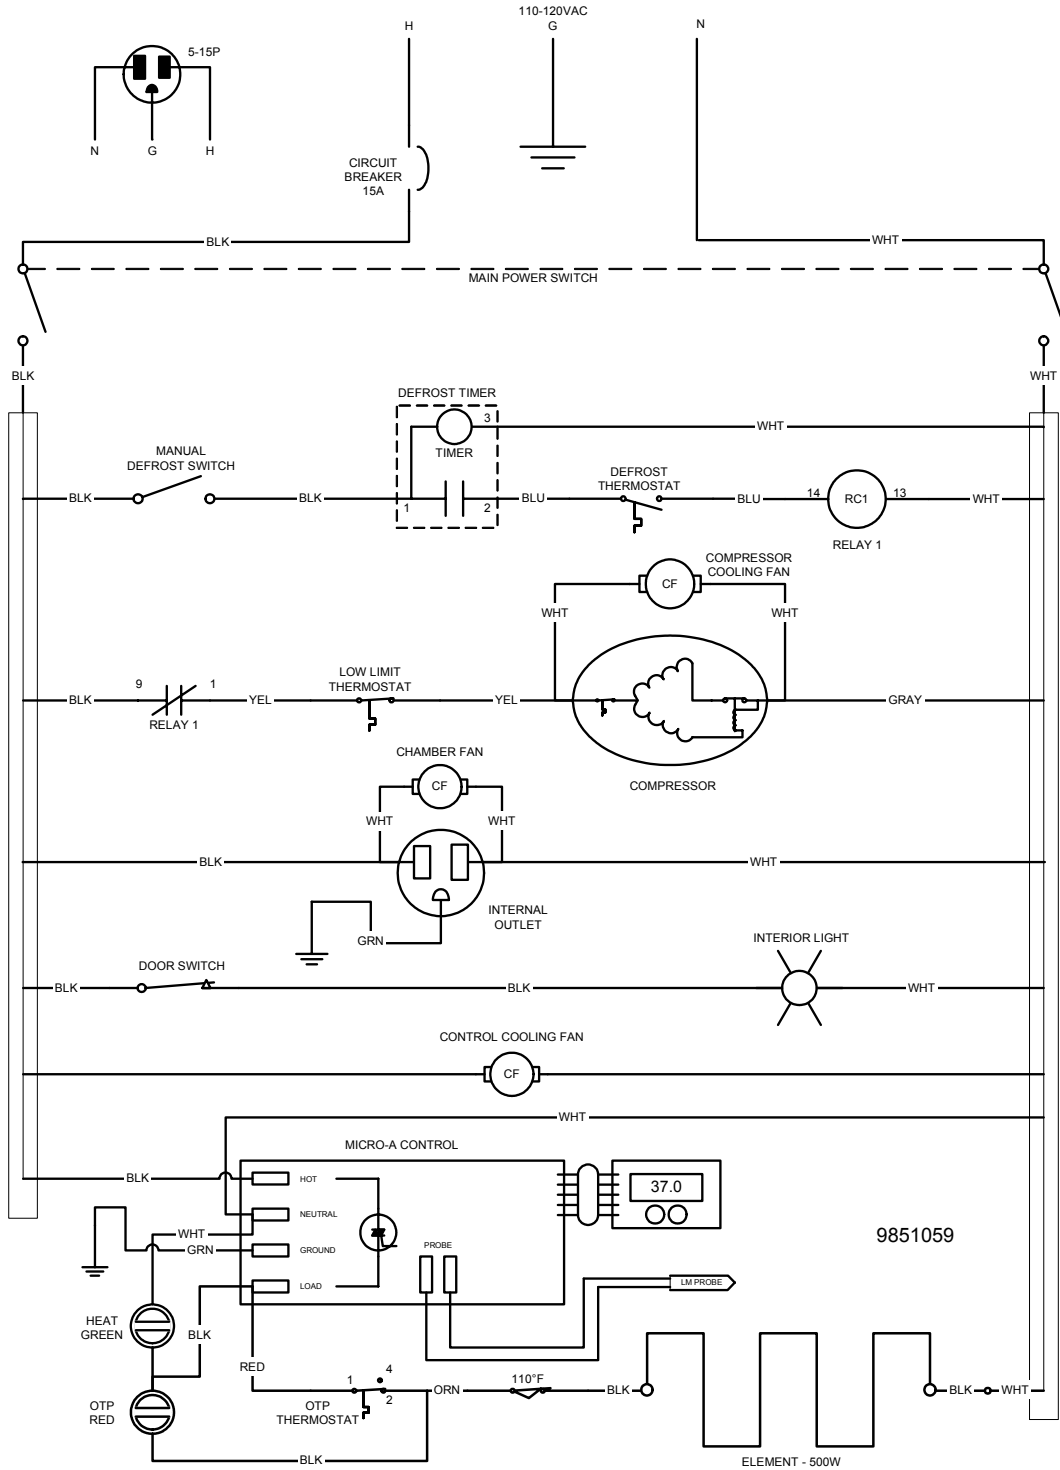 110-120VAC
H
G
N
5-15P
N
G
H
CIRCUIT
BREAKER
15A
BLK
WHT
MAIN POWER SWITCH
BLK
WHT
DEFROST TIMER
3
TIMER
WHT
MANUAL
DEFROST SWITCH
DEFROST
THERMOSTAT
BLK
BLK
1
2
BLU
BLU
14
RC1
13
WHT
RELAY 1
COMPRESSOR
COOLING FAN
CF
WHT
WHT
LOW LIMIT
THERMOSTAT
9
1
BLK
YEL
YEL
GRAY
RELAY 1
COMPRESSOR
CHAMBER FAN
CF
WHT
WHT
BLK
WHT
INTERNAL
OUTLET
GRN
INTERIOR LIGHT
DOOR SWITCH
BLK
BLK
WHT
CONTROL COOLING FAN
CF
WHT
MICRO-A CONTROL
BLK
HOT
37.0
NEUTRAL
WHT
GRN
GROUND
PROBE
9851059
LOAD
LM PROBE
HEAT
GREEN
BLK
RED
1
4
2
110°F
ORN
BLK
BLK
WHT
OTP
RED
OTP
THERMOSTAT
BLK
ELEMENT - 500W